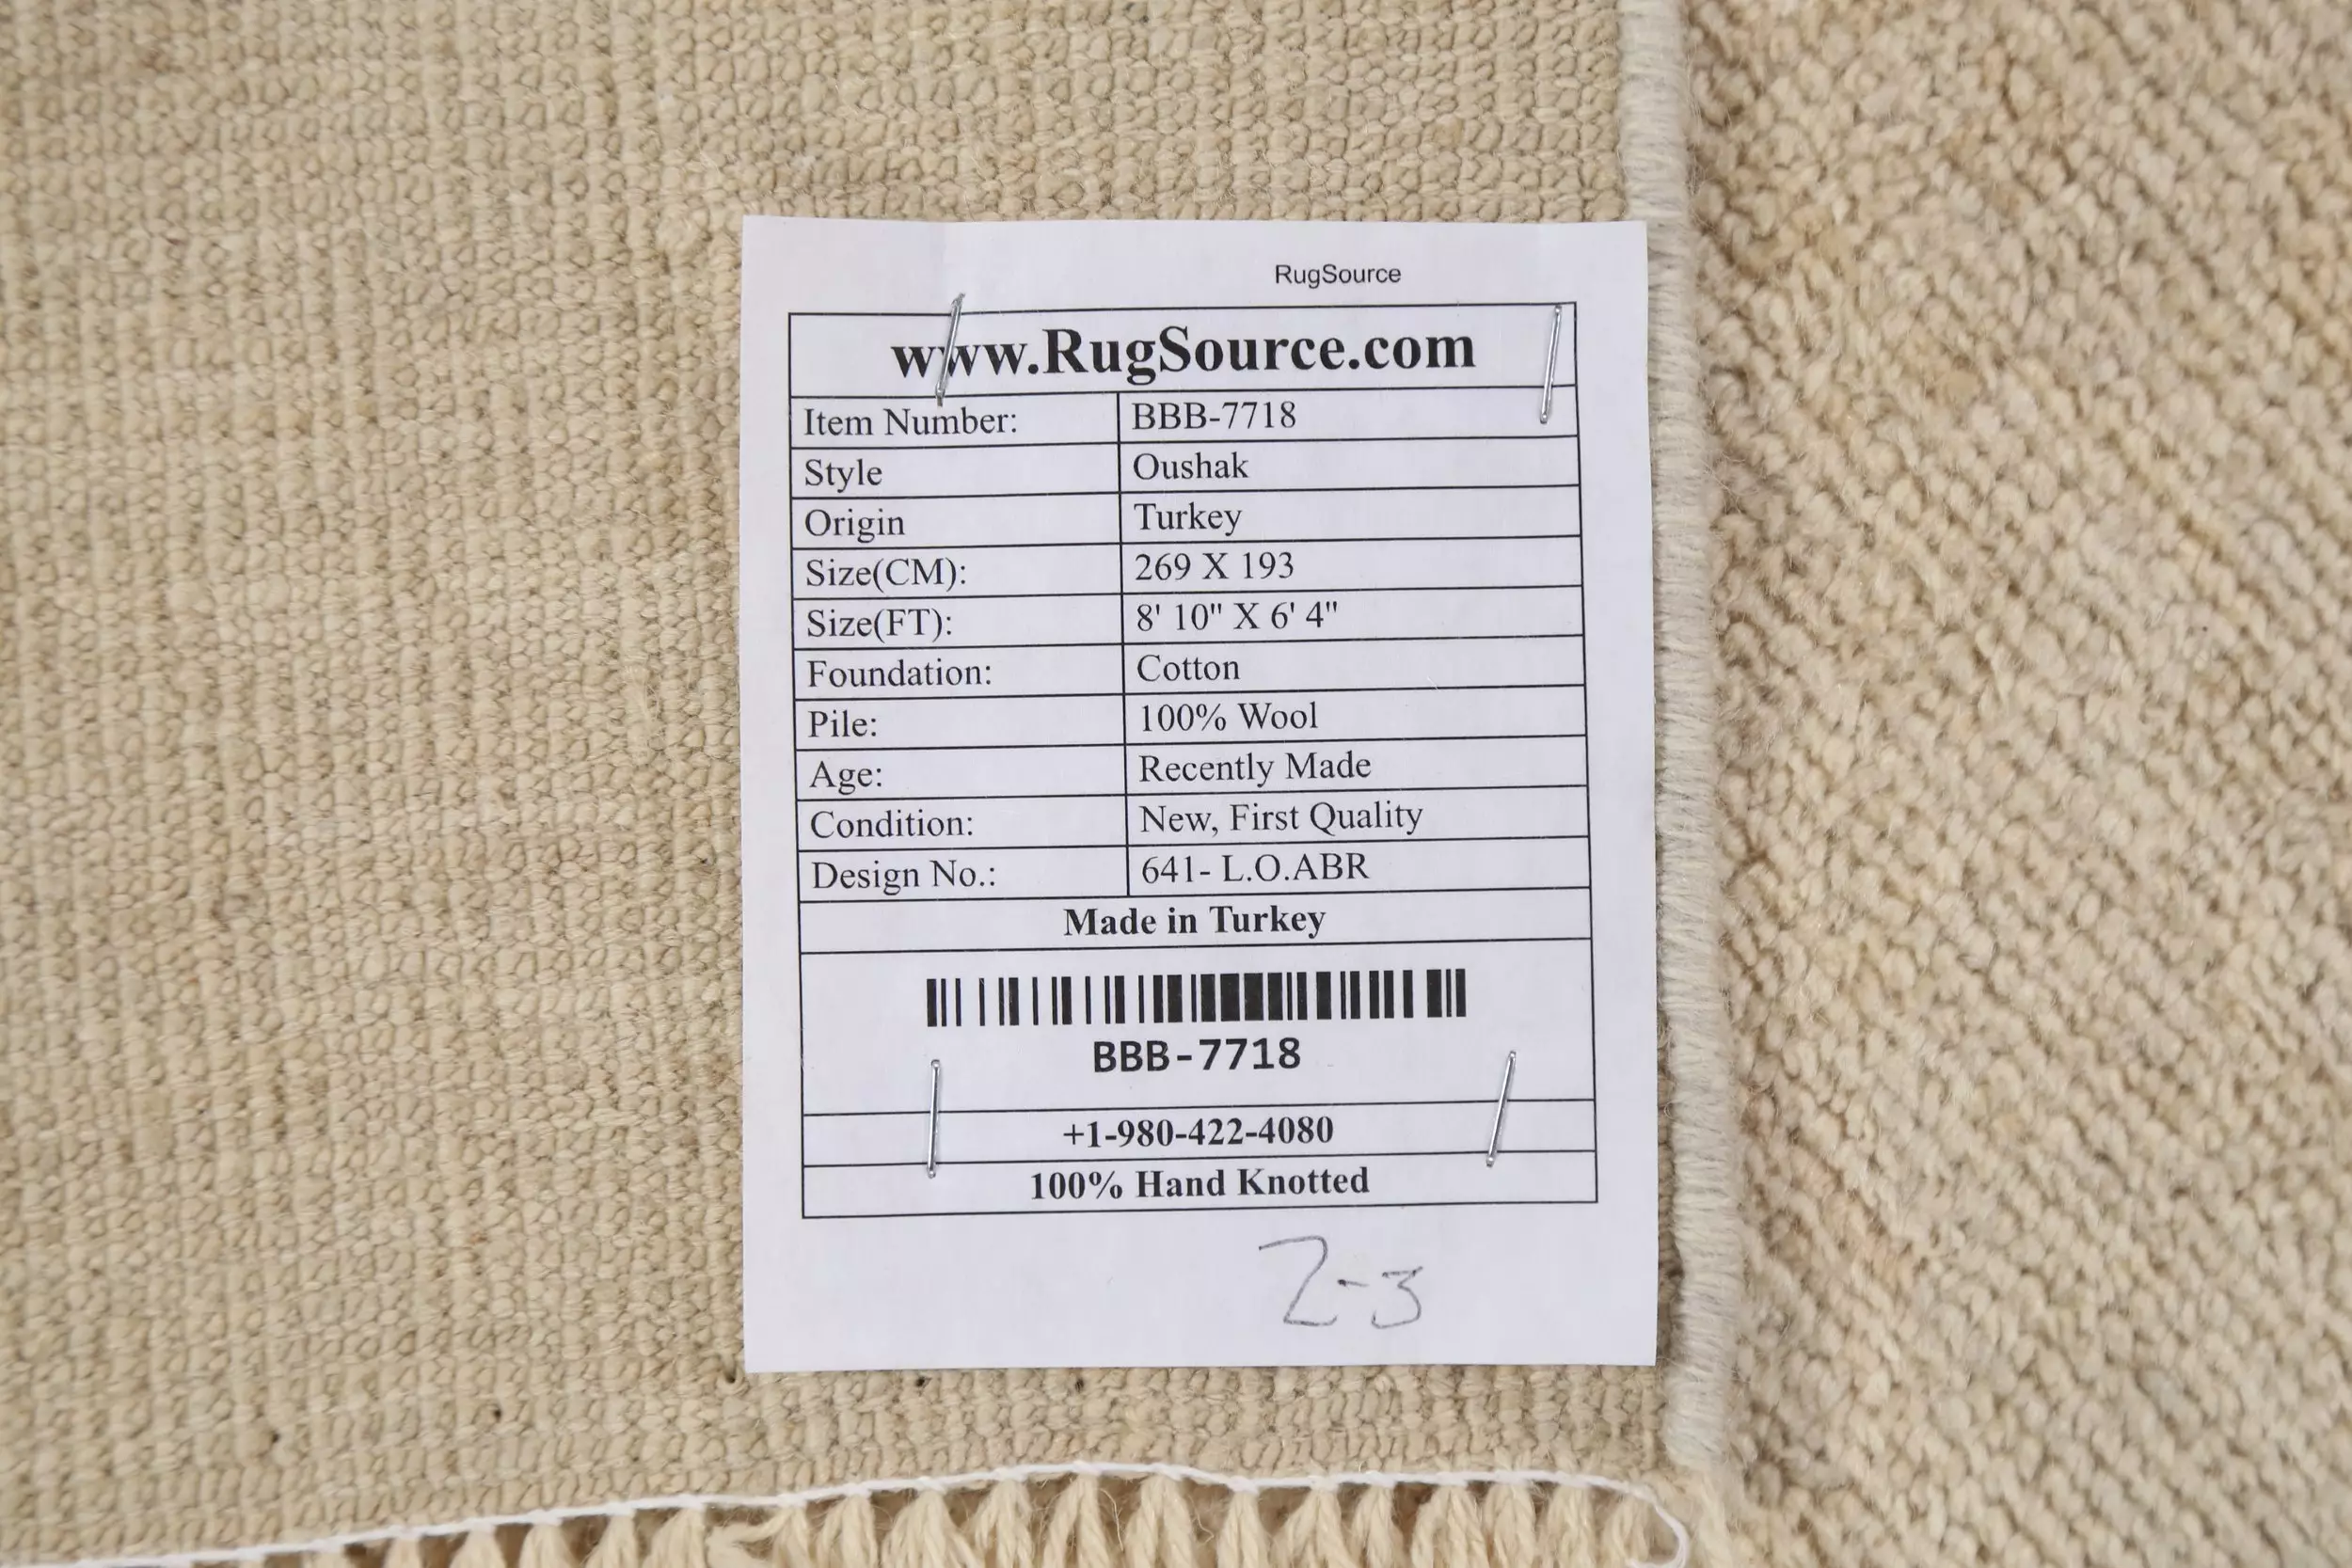 RugSource
www.RugSource.com
Item Number: BBB-7718
Style Oushak
Origin Turkey
Size(CM): 269 X 193
Size(FT): 8' 10" X 6' 4"
Foundation: Cotton
Pile: 100% Wool
Age: Recently Made
Condition: New, First Quality
Design No.: 641- L.O.ABR
Made in Turkey
BBB-7718
+1-980-422-4080
100% Hand Knotted
2-3